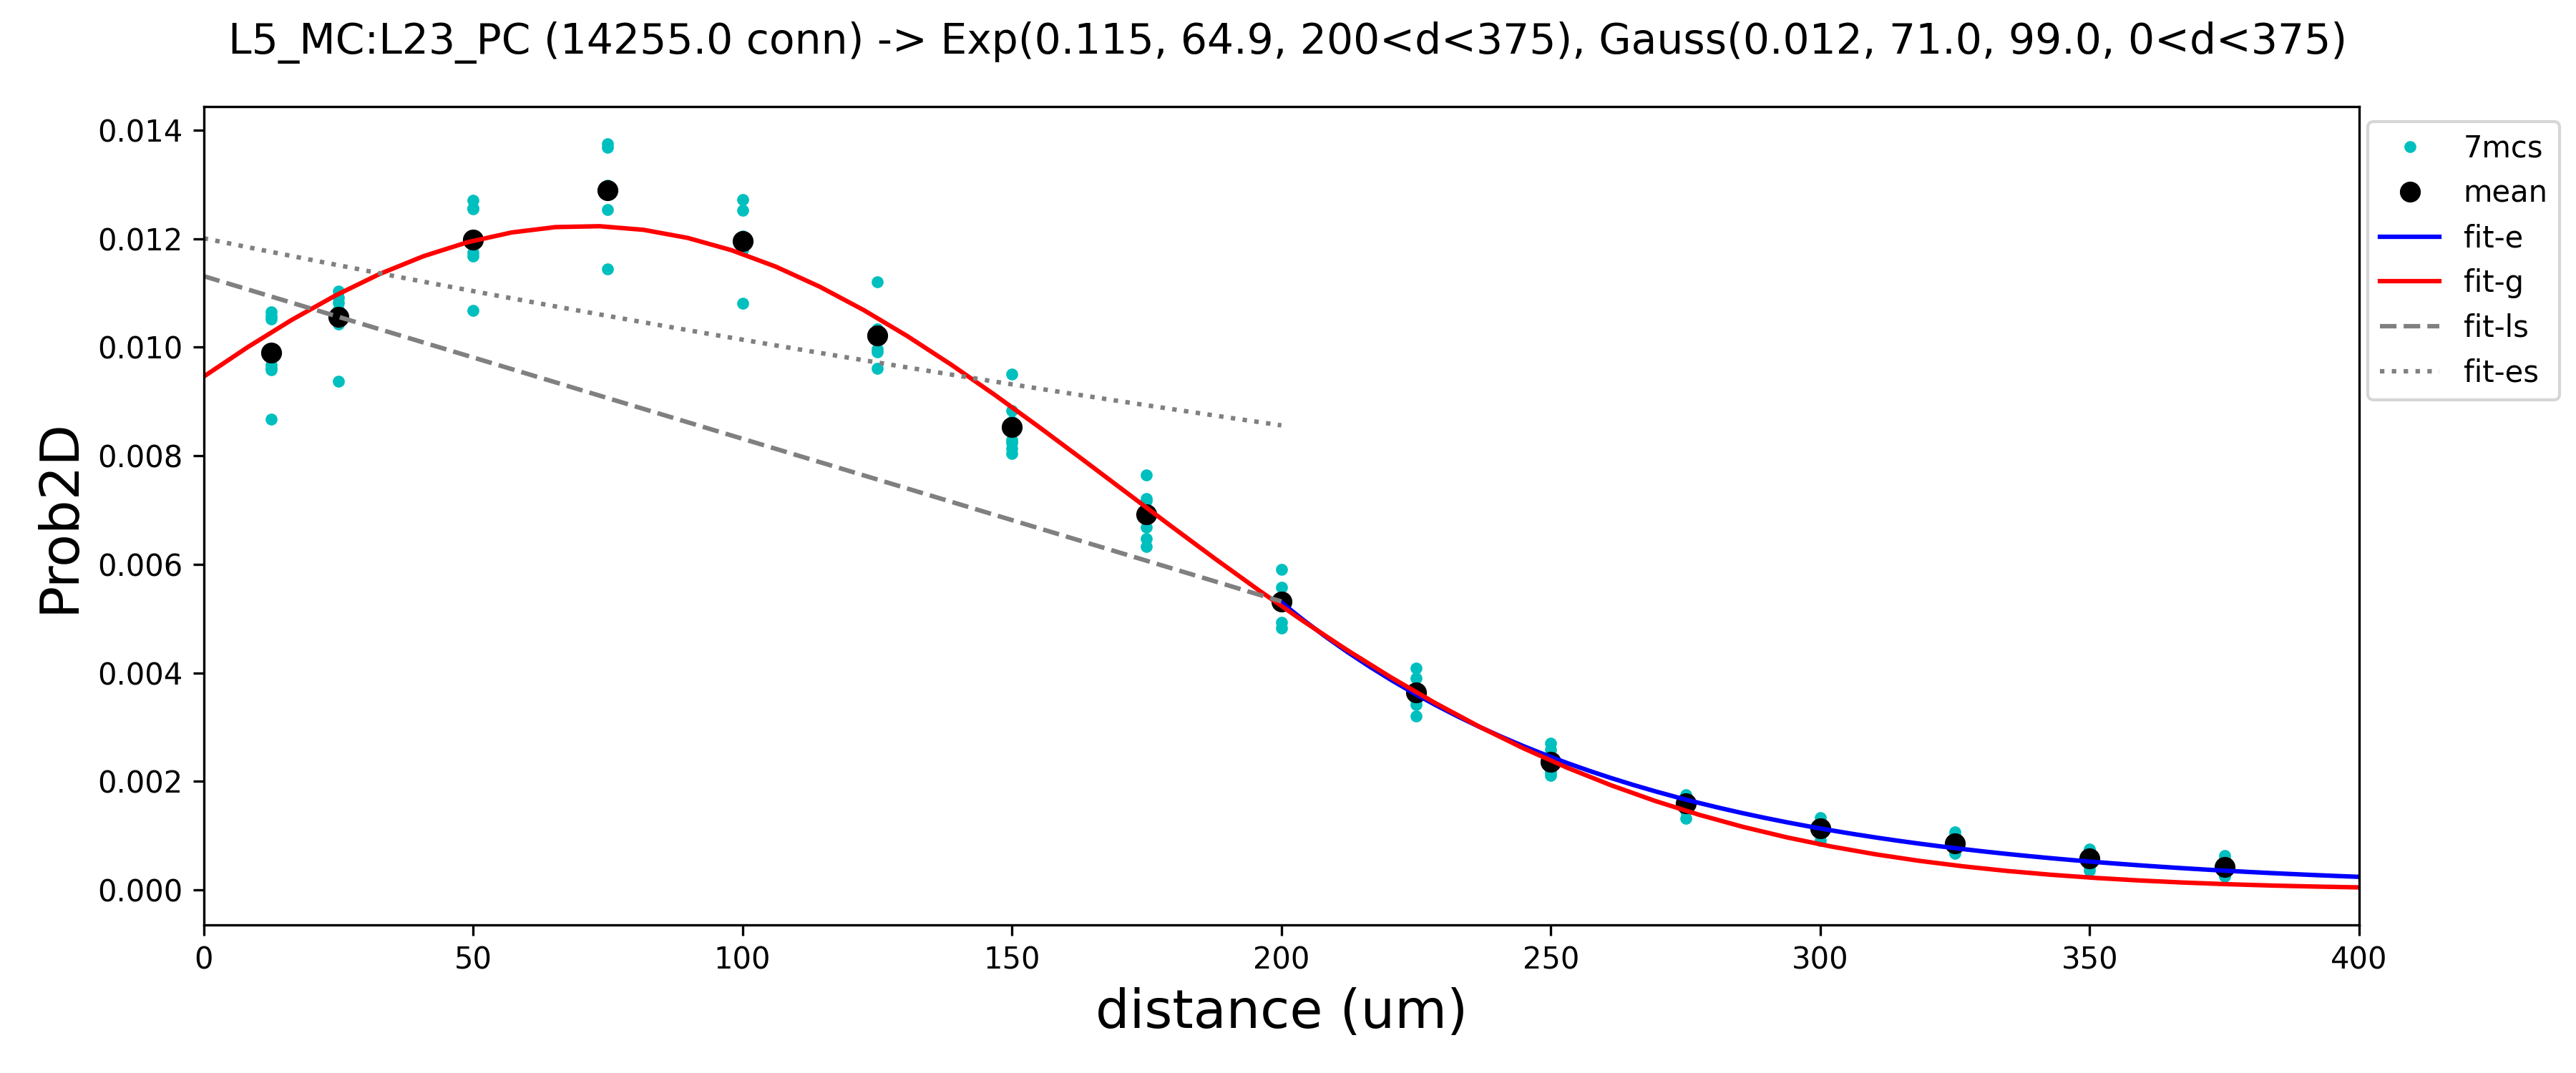 L5_MC:L23_PC (14255.0 conn) -> Exp(0.115, 64.9, 200<d<375), Gauss(0.012, 71.0, 99.0, 0<d<375)
0.014
0.012
0.010
0.008
0.006
0.004
0.002
0.000
Prob2D
0 50 100 150 200 250 300 350 400
distance (um)
7mcs
mean
fit-e
fit-g
fit-ls
fit-es